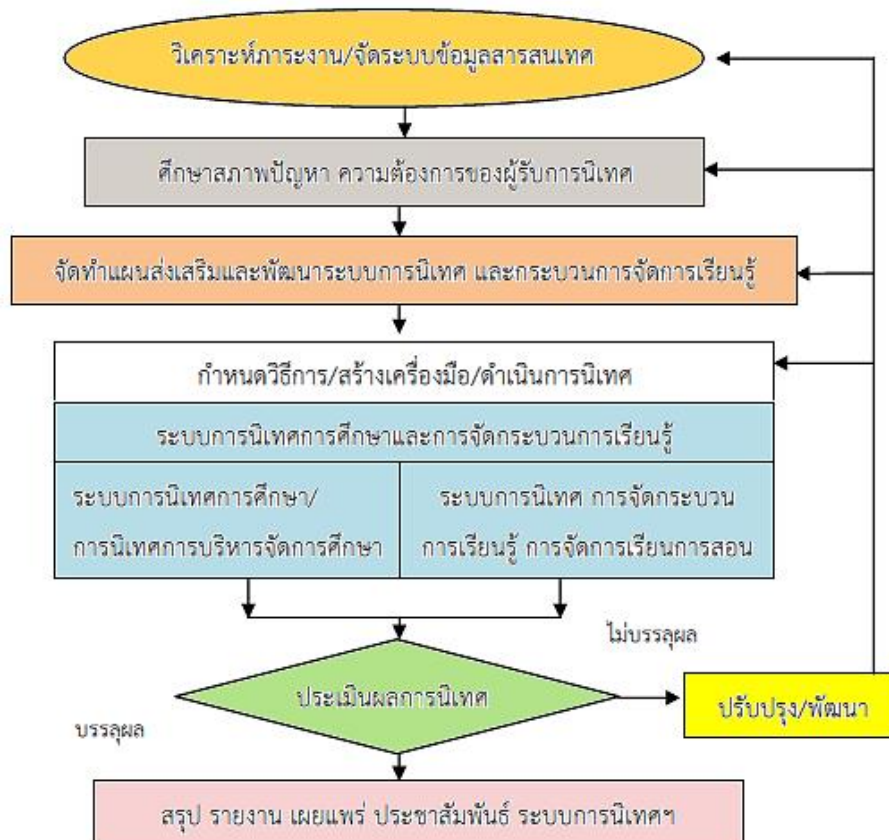 วิเคราะห์ภาระงาน/จัดระบบข้อมูลสารสนเทศ
ศึกษาสภาพปัญหา ความต้องการของผู้รับการนิเทศ
จัดทำแผนส่งเสริมและพัฒนาระบบการนิเทศ และกระบวนการจัดการเรียนรู้
กำหนดวิธีการ/สร้างเครื่องมือ/ดำเนินการนิเทศ
ระบบการนิเทศการศึกษาและการจัดกระบวนการเรียนรู้
ระบบการนิเทศการศึกษา/
การนิเทศการบริหารจัดการศึกษา
ระบบการนิเทศ การจัดกระบวน
การเรียนรู้ การจัดการเรียนการสอน
ไม่บรรลุผล
ประเมินผลการนิเทศ
ปรับปรุง/พัฒนา
บรรลุผล
สรุป รายงาน เผยแพร่ ประชาสัมพันธ์ ระบบการนิเทศฯ